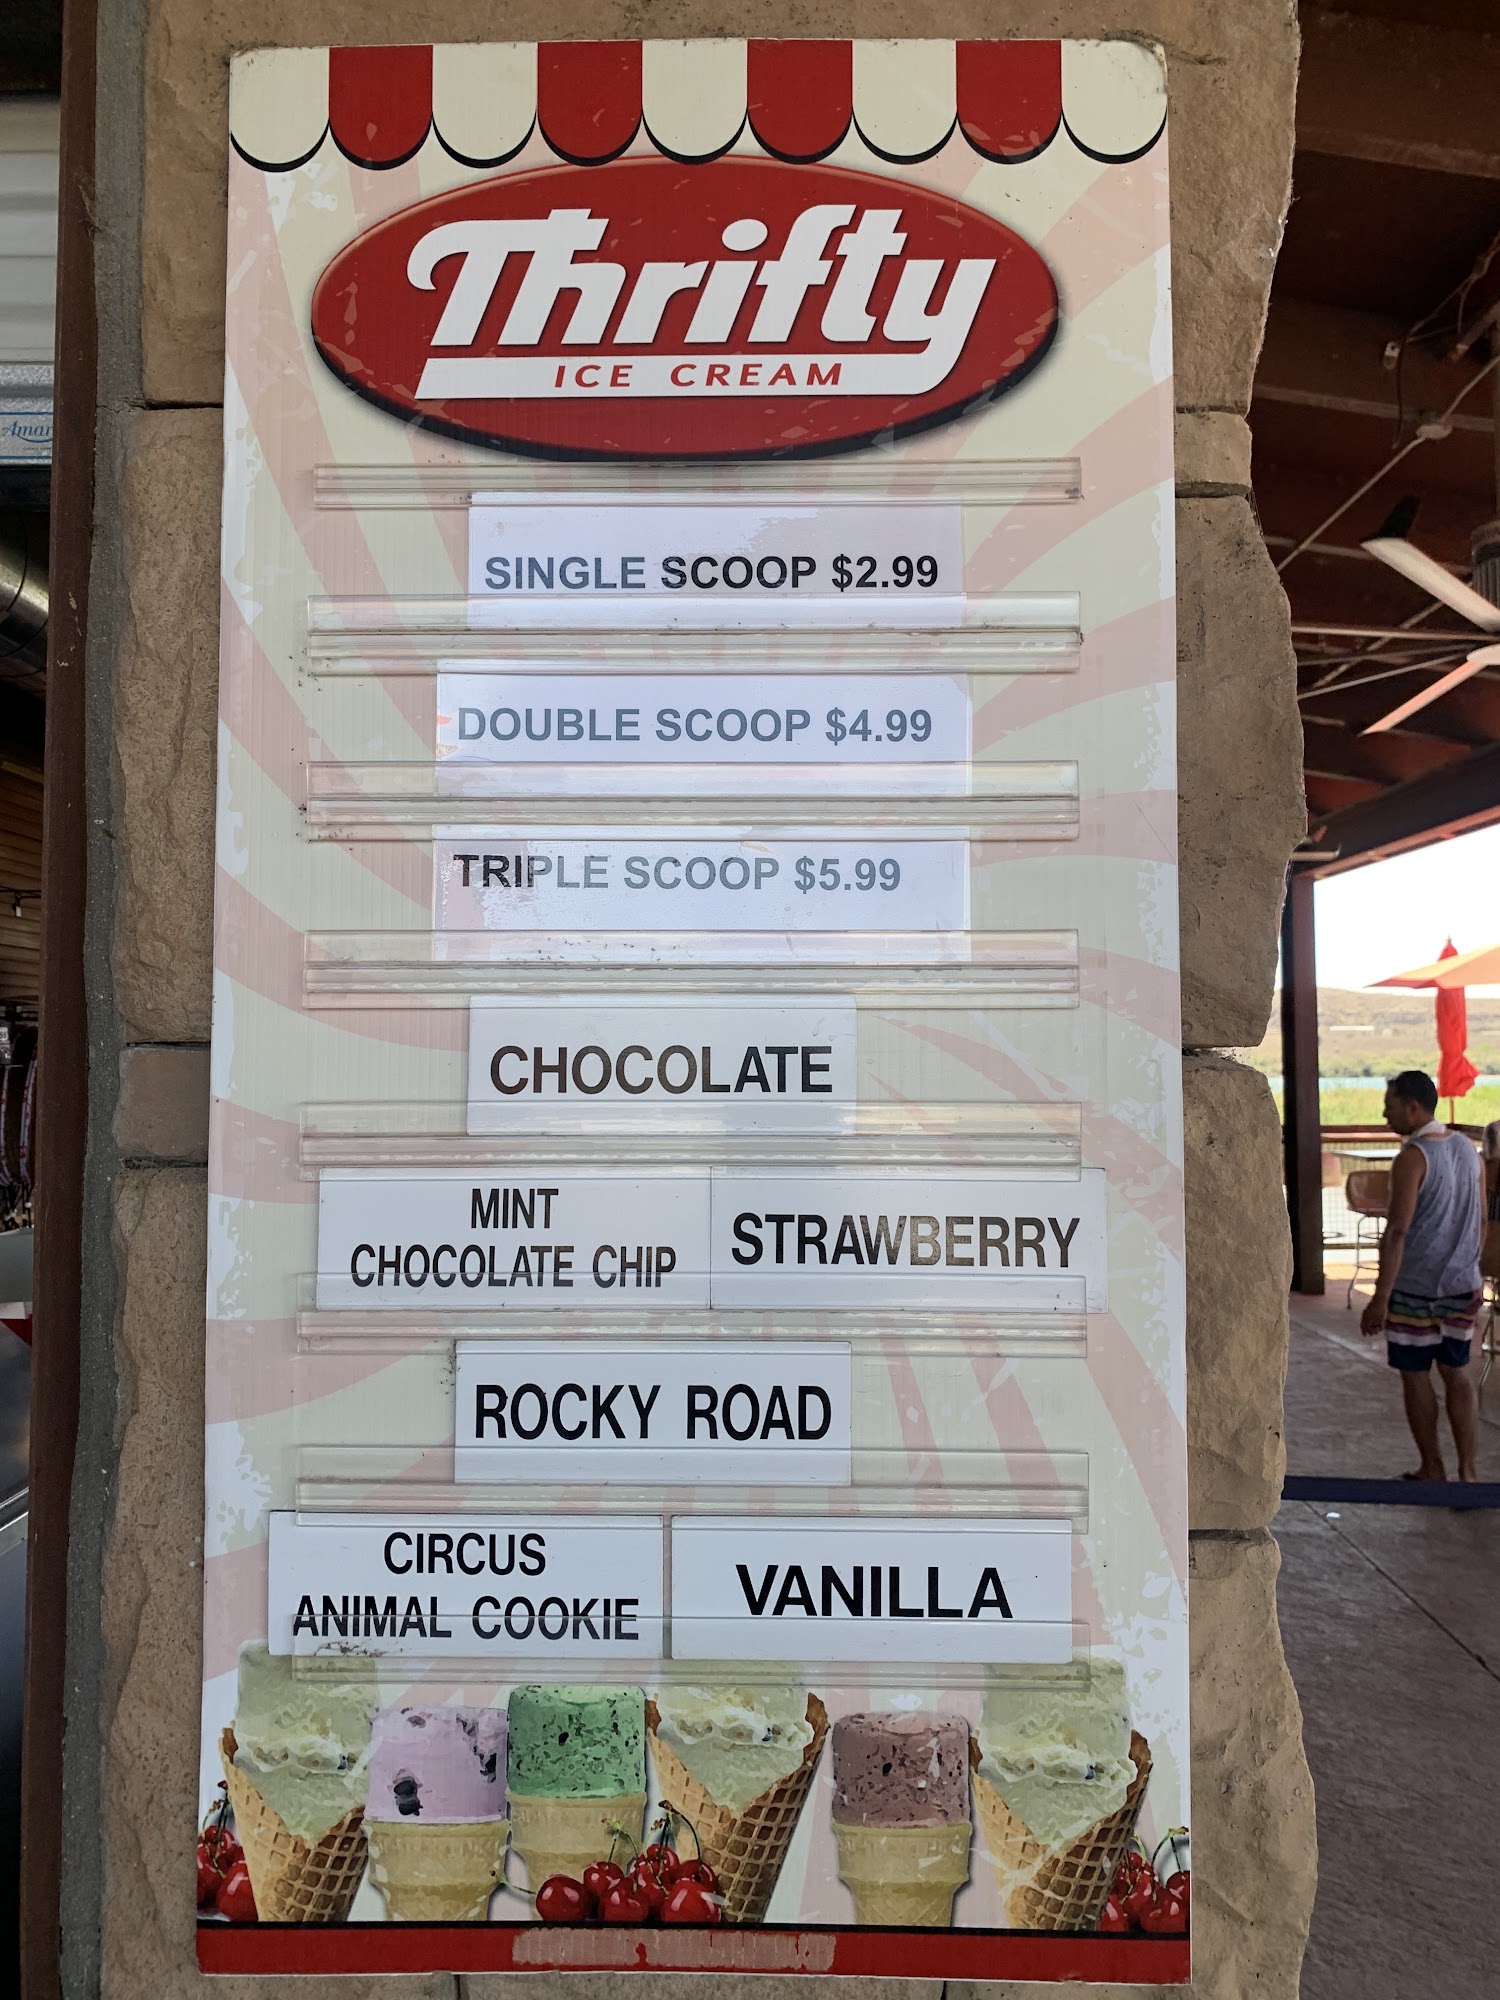 Thrifty
ICE CREAM
SINGLE SCOOP $2.99
DOUBLE SCOOP $4.99
TRIPLE SCOOP $5.99
CHOCOLATE
MINT
CHOCOLATE CHIP
STRAWBERRY
ROCKY ROAD
CIRCUS
ANIMAL COOKIE
VANILLA